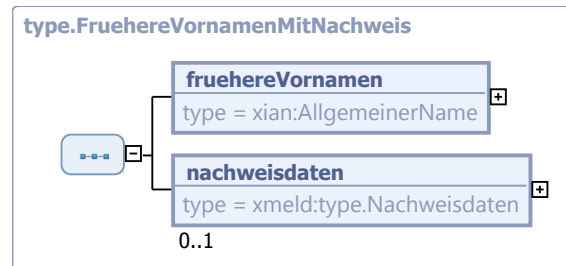 type.FruehereVornamenMitNachweis
fruehereVornamen
type = xian:AllgemeinerName
nachweisdaten
type = xmeld:type.Nachweisdaten
0..1